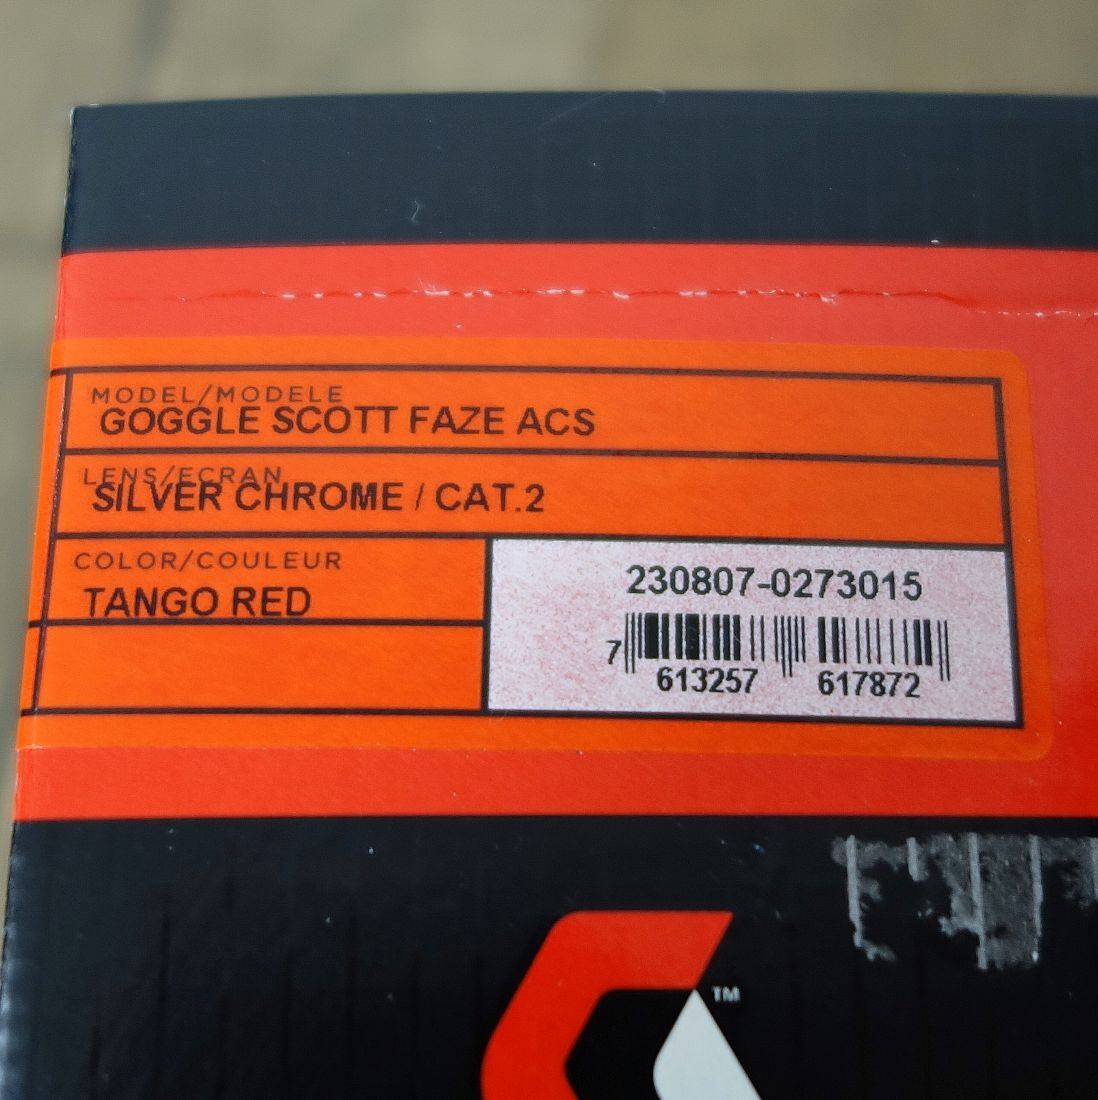 MODEL/MODELE
GOGGLE SCOTT FAZE ACS
LENS/ECRAN
SILVER CHROME / CAT.2
COLOR/COULEUR
TANGO RED
230807-0273015
7 613257 617872
TM